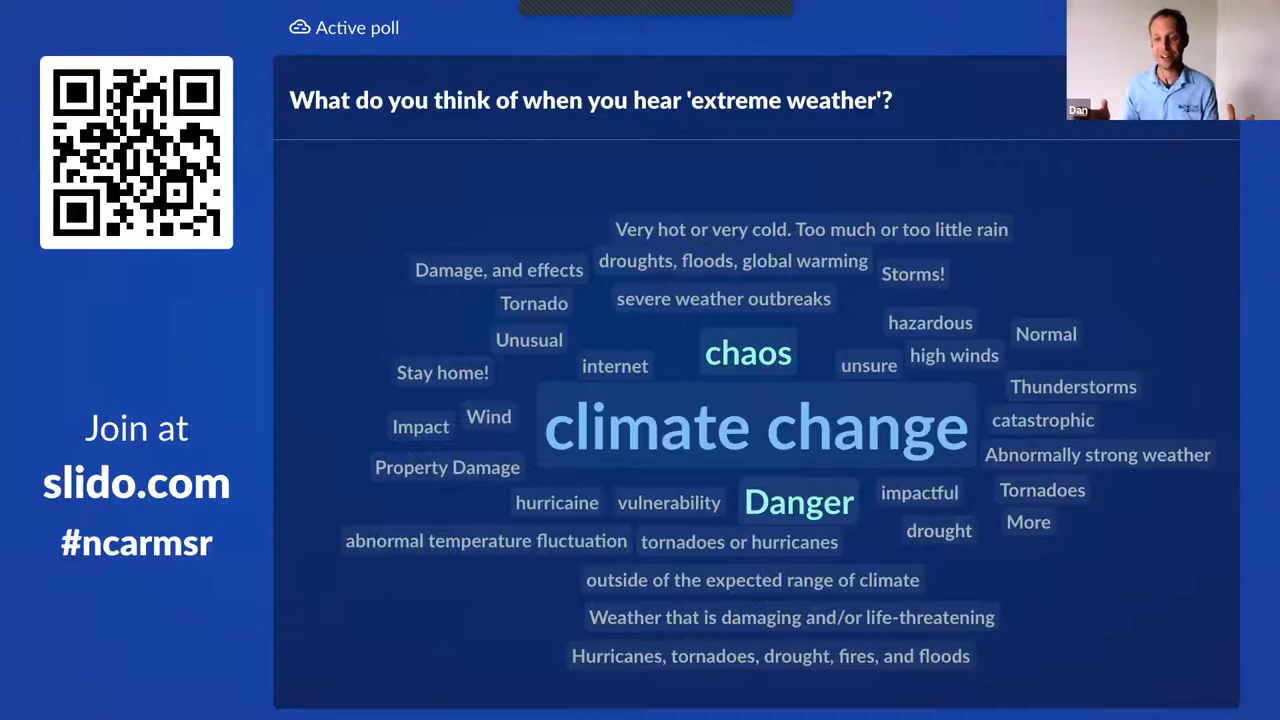 Active poll
What do you think of when you hear 'extreme weather'?
Dan
Very hot or very cold. Too much or too little rain
droughts, floods, global warming
Damage, and effects
Storms!
Tornado
severe weather outbreaks
hazardous
Normal
Unusual
chaos
high winds
internet
unsure
Stay home!
Thunderstorms
Impact
Wind
climate change
catastrophic
Abnormally strong weather
Property Damage
hurricaine
vulnerability
Danger
impactful
Tornadoes
drought
More
abnormal temperature fluctuation
tornadoes or hurricanes
outside of the expected range of climate
Weather that is damaging and/or life-threatening
Hurricanes, tornadoes, drought, fires, and floods
Join at
slido.com
#ncarmsr